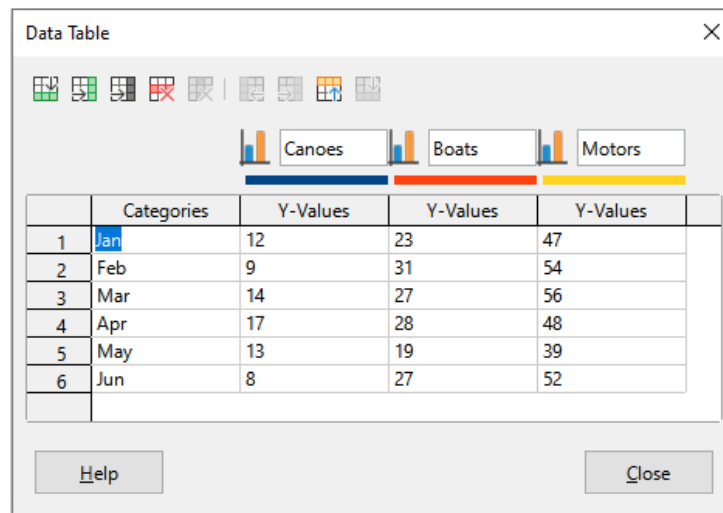 Data Table
Canoes Boats Motors
Categories Y-Values Y-Values Y-Values
1 Jan 12 23 47
2 Feb 9 31 54
3 Mar 14 27 56
4 Apr 17 28 48
5 May 13 19 39
6 Jun 8 27 52
Help Close